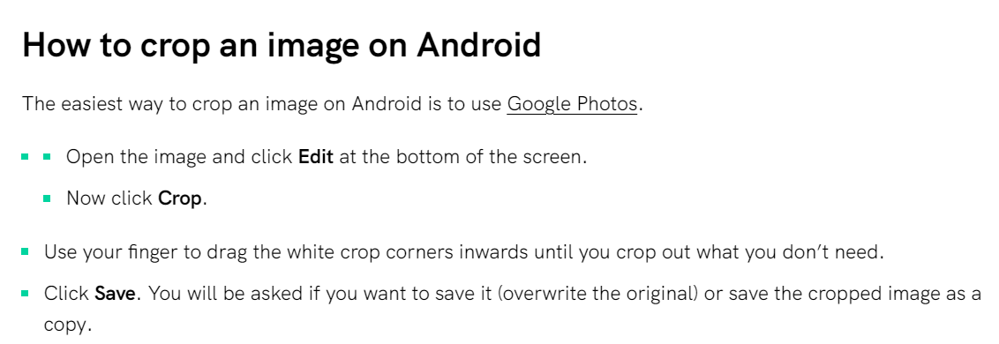 How to crop an image on Android
The easiest way to crop an image on Android is to use Google Photos.
Open the image and click Edit at the bottom of the screen.
Now click Crop.
Use your finger to drag the white crop corners inwards until you crop out what you don’t need.
Click Save. You will be asked if you want to save it (overwrite the original) or save the cropped image as a
copy.